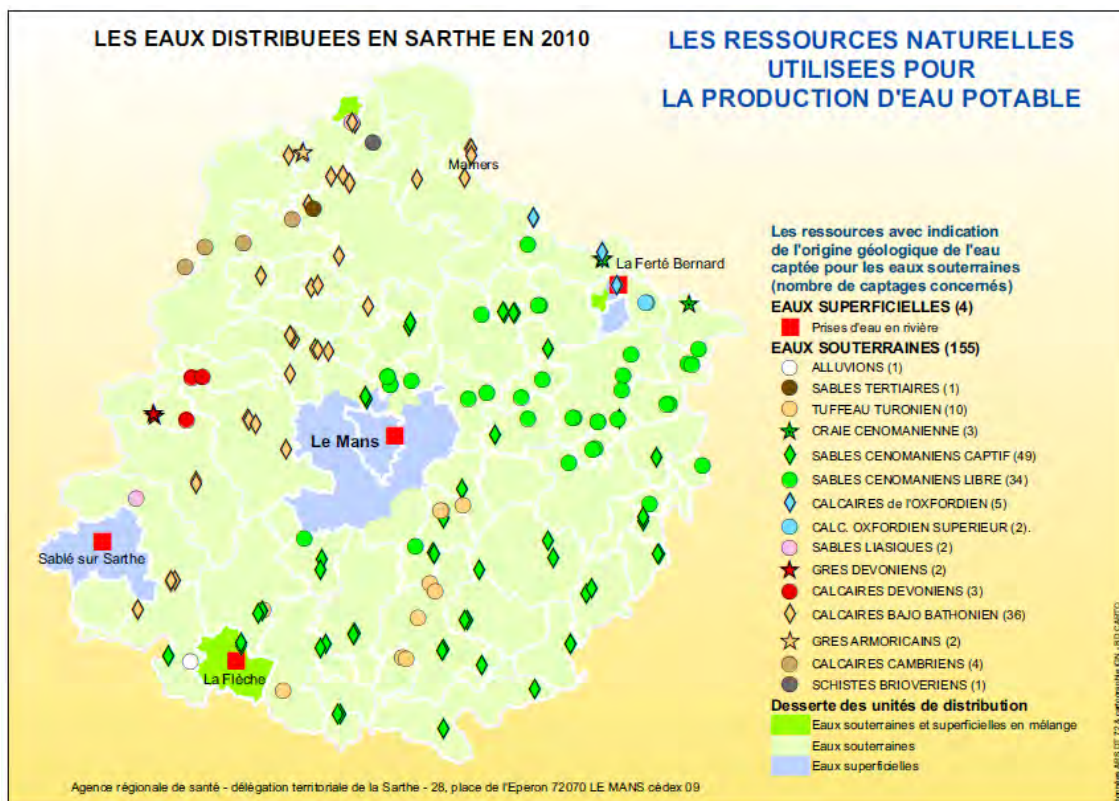 LES EAUX DISTRIBUEES EN SARTHE EN 2010
LES RESSOURCES NATURELLES
UTILISEES POUR
LA PRODUCTION D'EAU POTABLE
Mamers
La Ferté Bernard
Le Mans
Sablé sur Sarthe
La Flèche
Les ressources avec indication
de l'origine géologique de l'eau
captée pour les eaux souterraines
(nombre de captages concernés)
EAUX SUPERFICIELLES (4)
Prises d'eau en rivière
EAUX SOUTERRAINES (155)
ALLUVIONS (1)
SABLES TERTIAIRES (1)
TUFFEAU TURONIEN (10)
CRAIE CENOMANIENNE (3)
SABLES CENOMANIENS CAPTIF (49)
SABLES CENOMANIENS LIBRE (34)
CALCAIRES de l'OXFORDIEN (5)
CALC. OXFORDIEN SUPERIEUR (2).
SABLES LIASIQUES (2)
GRES DEVONIENS (2)
CALCAIRES DEVONIENS (3)
CALCAIRES BAJO BATHONIEN (36)
GRES ARMORICAINS (2)
CALCAIRES CAMBRIENS (4)
SCHISTES BRIOVERIENS (1)
Desserte des unités de distribution
Eaux souterraines et superficielles en mélange
Eaux souterraines
Eaux superficielles
Agence régionale de santé - délégation territoriale de la Sarthe - 28, place de l'Eperon 72070 LE MANS cédex 09